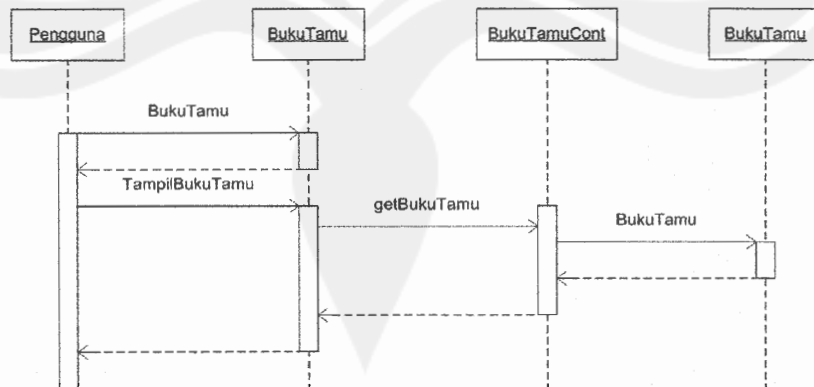 Pengguna
BukuTamu
BukuTamuCont
BukuTamu
BukuTamu
TampilBukuTamu
getBukuTamu
BukuTamu